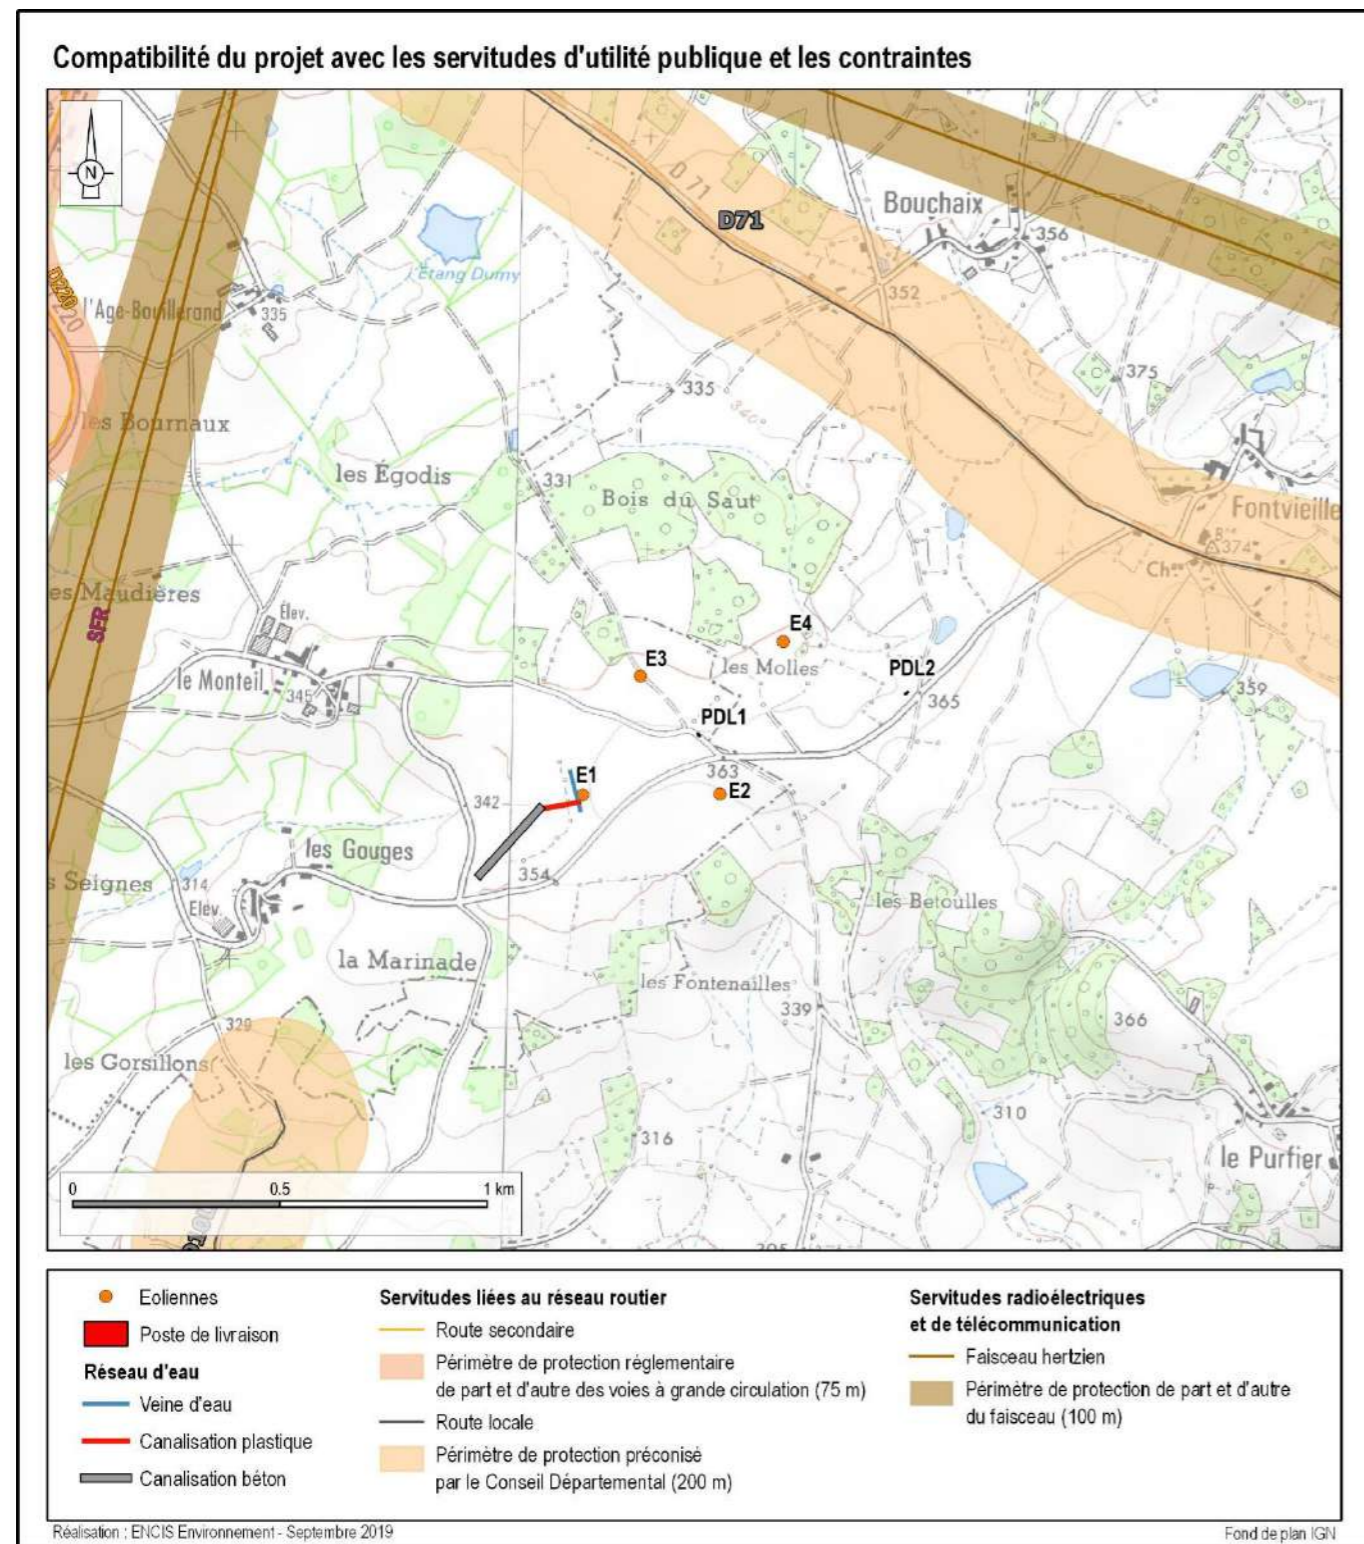 Compatibilité du projet avec les servitudes d'utilité publique et les contraintes
N
D 71
D71
Bouchaix
356
Étang Dumy
D220
l'Age-Bouillerand
335
352
375
335
340
les Bournaux
les Égodis
331
Bois du Saut
Fontvieille
374
Ch.
es Maudières
SFR
Élev.
E4
E3
les Molles
PDL2
le Monteil
345
PDL1
365
359
363
E1
E2
342
les Gouges
354
s Seignes
314
Elev.
les Betoulles
la Marinade
les Fontenailles
339
366
329
les Gorsillons
310
316
le Purfier
0
0.5
1 km
Eoliennes
Poste de livraison
Réseau d'eau
Veine d'eau
Canalisation plastique
Canalisation béton
Servitudes liées au réseau routier
Route secondaire
Périmètre de protection réglementaire
de part et d'autre des voies à grande circulation (75 m)
Route locale
Périmètre de protection préconisé
par le Conseil Départemental (200 m)
Servitudes radioélectriques
et de télécommunication
Faisceau hertzien
Périmètre de protection de part et d'autre
du faisceau (100 m)
Réalisation : ENCIS Environnement - Septembre 2019
Fond de plan IGN